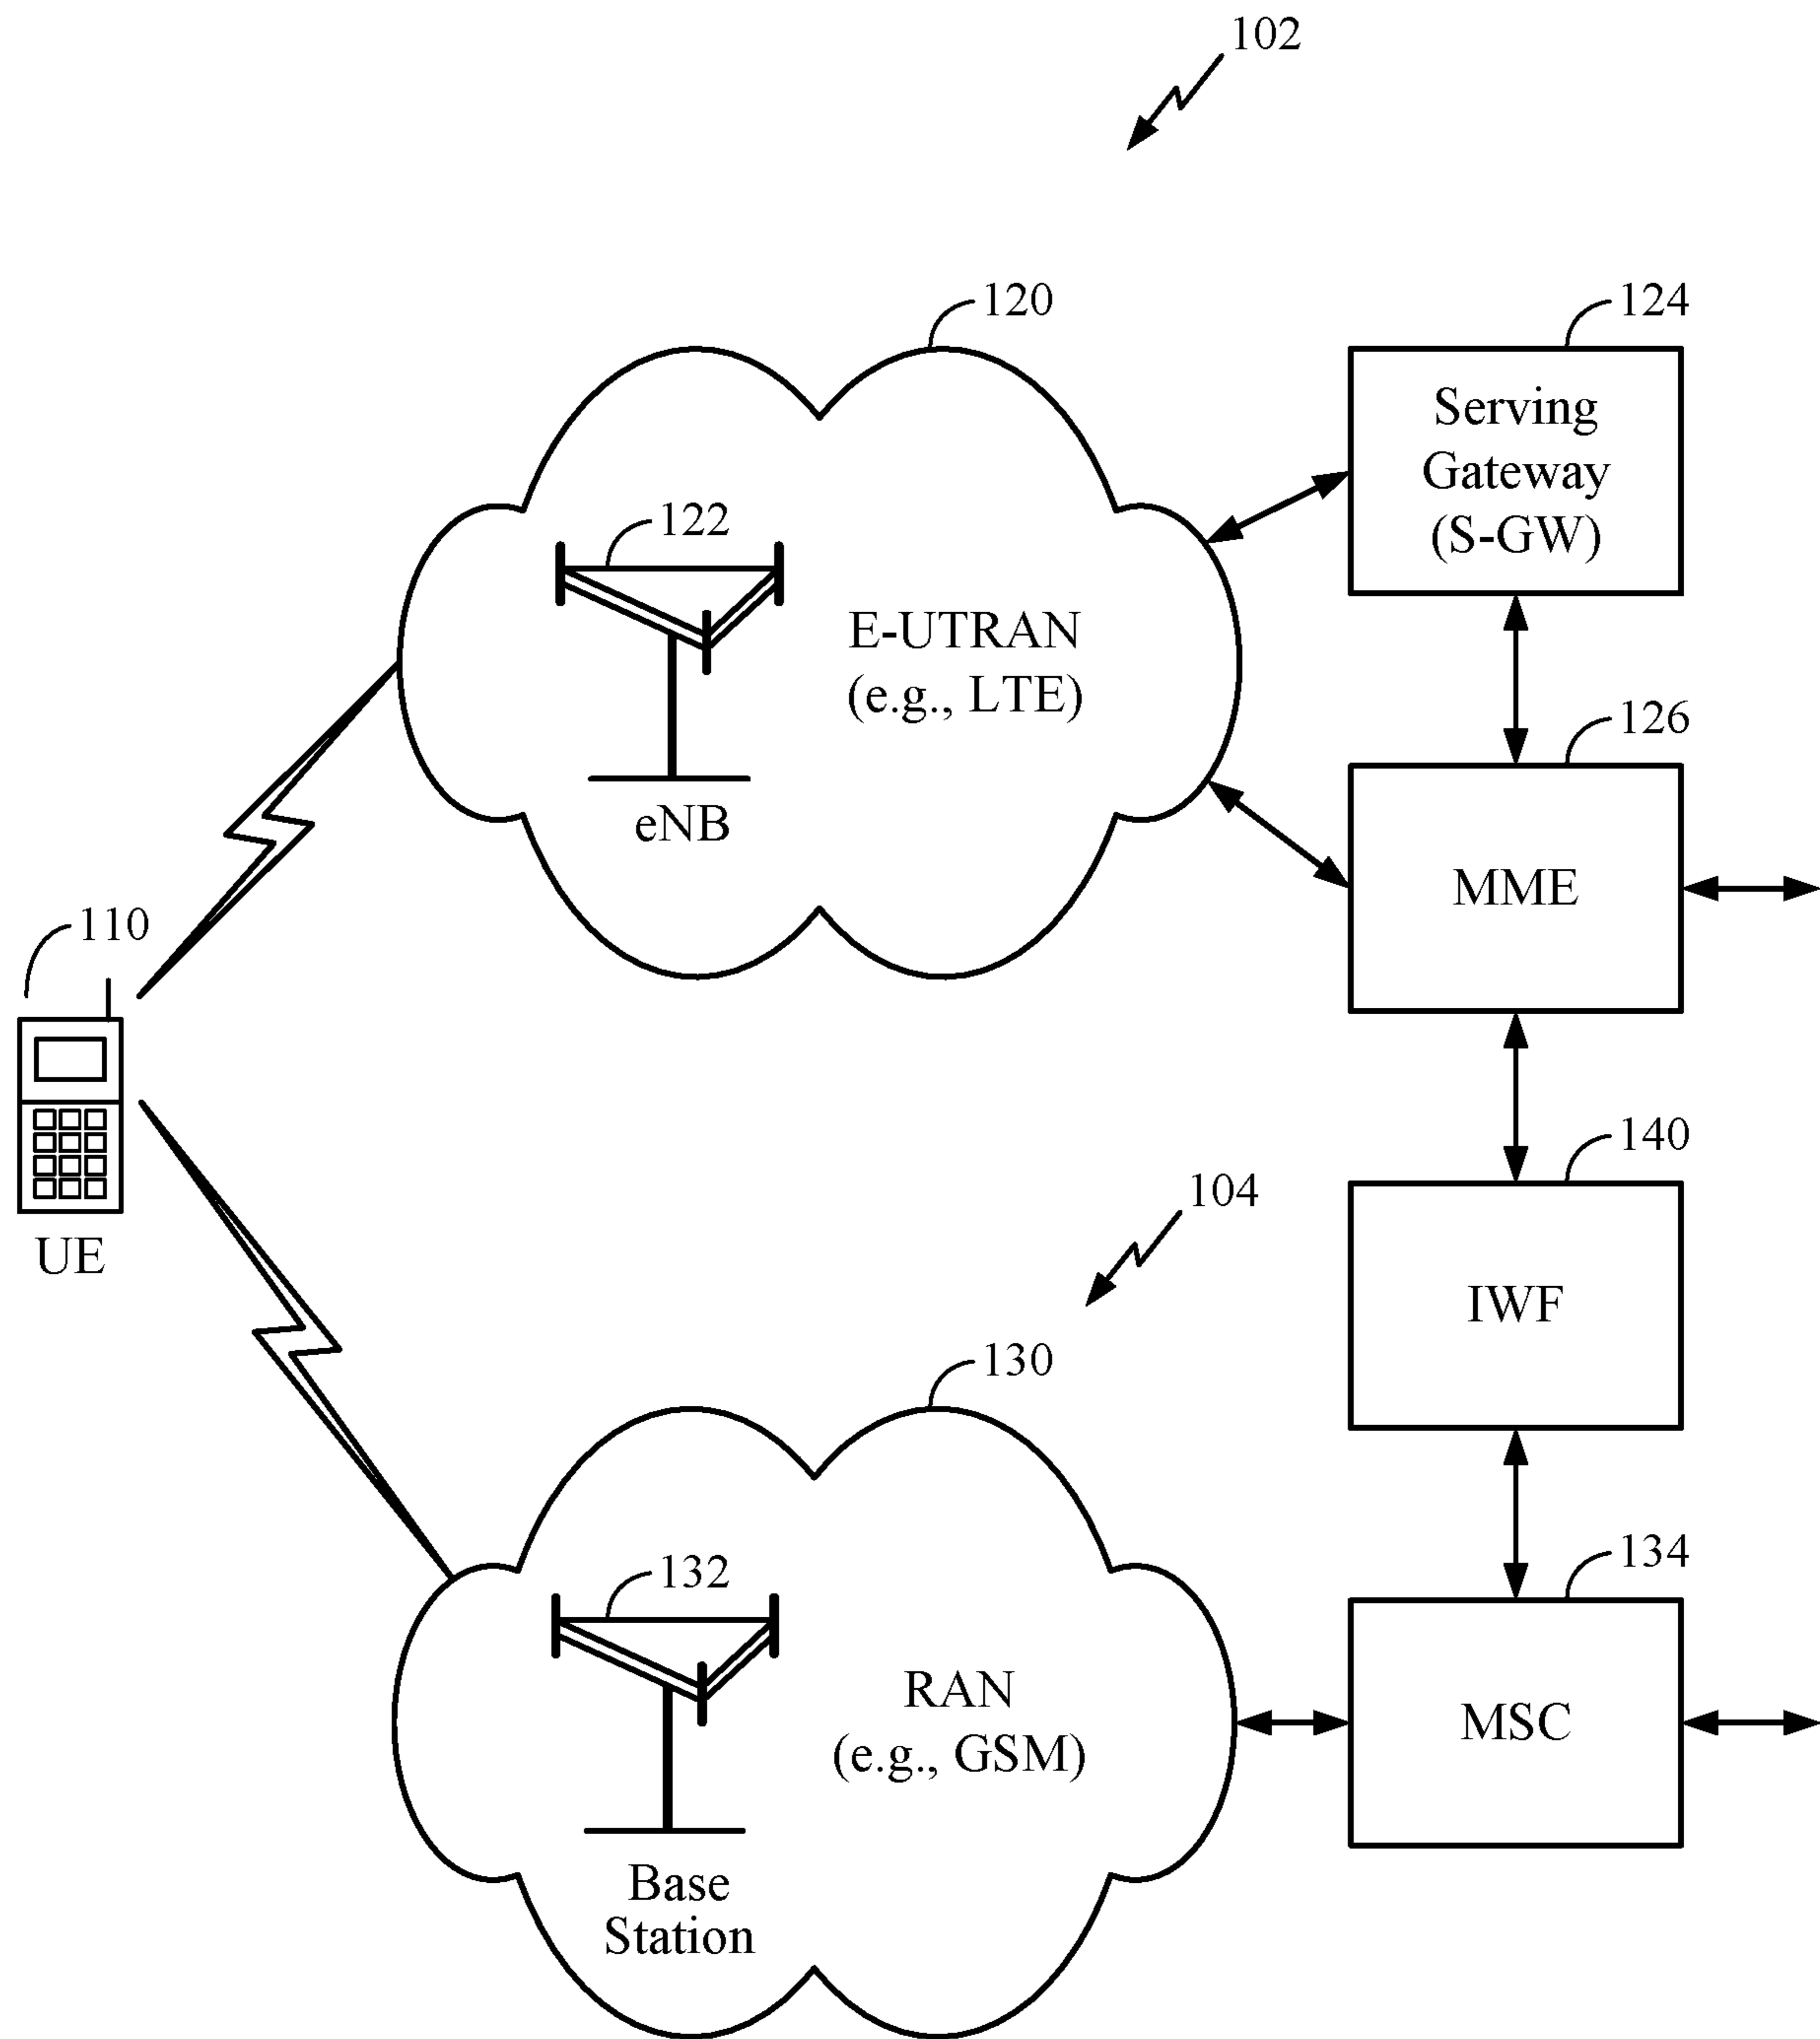 102
120
124
Serving
Gateway
(S-GW)
122
E-UTRAN
(e.g., LTE)
eNB
126
MME
110
UE
140
IWF
104
130
134
132
RAN
(e.g., GSM)
MSC
Base
Station